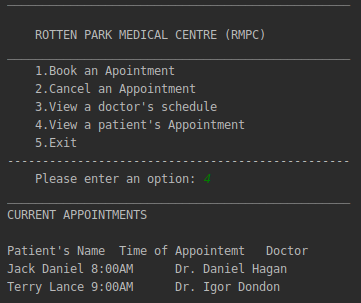 ROTTEN PARK MEDICAL CENTRE (RMPC)
1.Book an Apointment
2.Cancel an Appointment
3.View a doctor's schedule
4.View a patient's Appointment
5.Exit
Please enter an option: 4
CURRENT APPOINTMENTS
Patient's Name Time of Appointemt Doctor
Jack Daniel 8:00AM Dr. Daniel Hagan
Terry Lance 9:00AM Dr. Igor Dondon